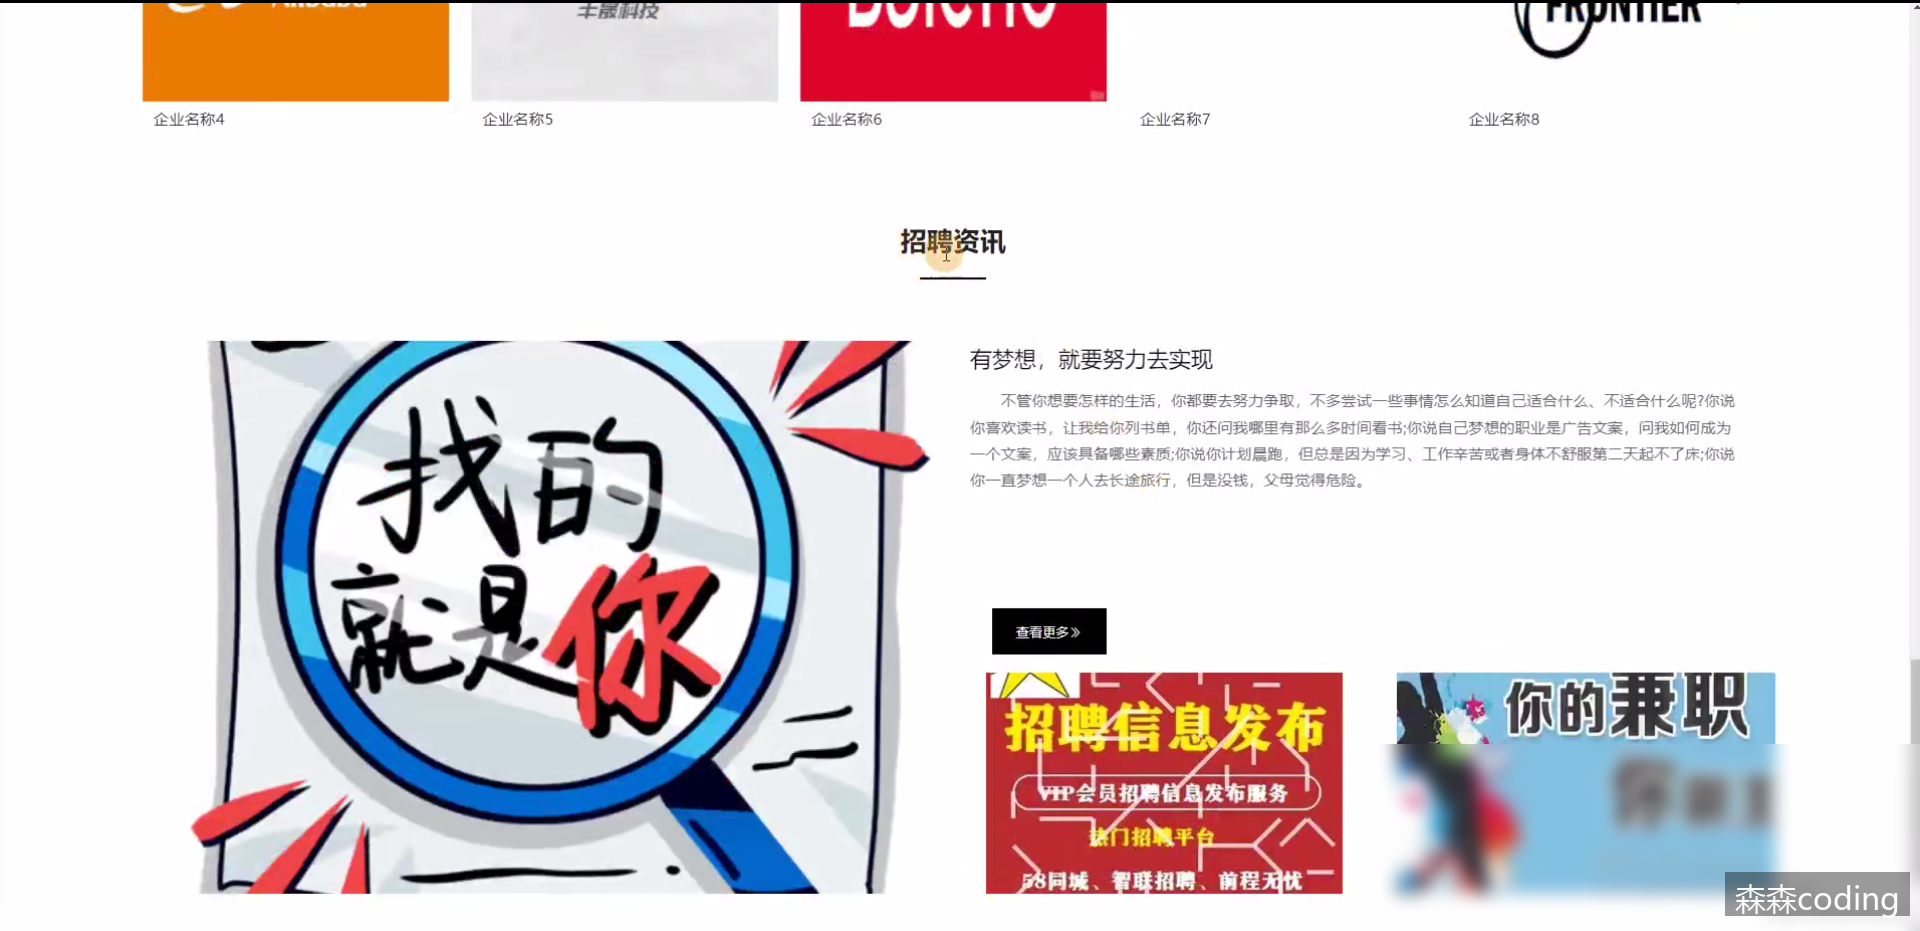 丰晟科技
FRONTIER
企业名称4
企业名称5
企业名称6
企业名称7
企业名称8
招聘资讯
找的
就是你
有梦想，就要努力去实现
不管你想要怎样的生活，你都要去努力争取，不多尝试一些事情怎么知道自己适合什么、不适合什么呢?你说
你喜欢读书，让我给你列书单，你还问我哪里有那么多时间看书;你说自己梦想的职业是广告文案，问我如何成为
一个文案，应该具备哪些素质;你说你计划晨跑，但总是因为学习、工作辛苦或者身体不舒服第二天起不了床;你说
你一直梦想一个人去长途旅行，但是没钱，父母觉得危险。
查看更多»
招聘信息发布
VIP会员招聘信息发布服务
热门招聘平台
58同城、智联招聘、前程无忧
你的兼职
森森coding